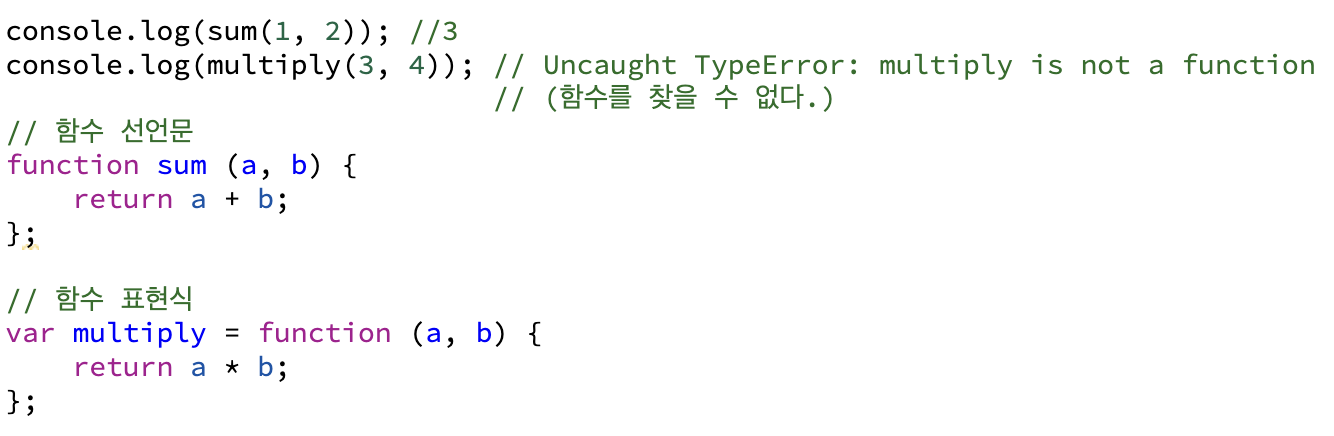 console.log(sum(1, 2)); //3
console.log(multiply(3, 4)); // Uncaught TypeError: multiply is not a function
                             // (함수를 찾을 수 없다.)
// 함수 선언문
function sum (a, b) {
    return a + b;
};

// 함수 표현식
var multiply = function (a, b) {
    return a * b;
};